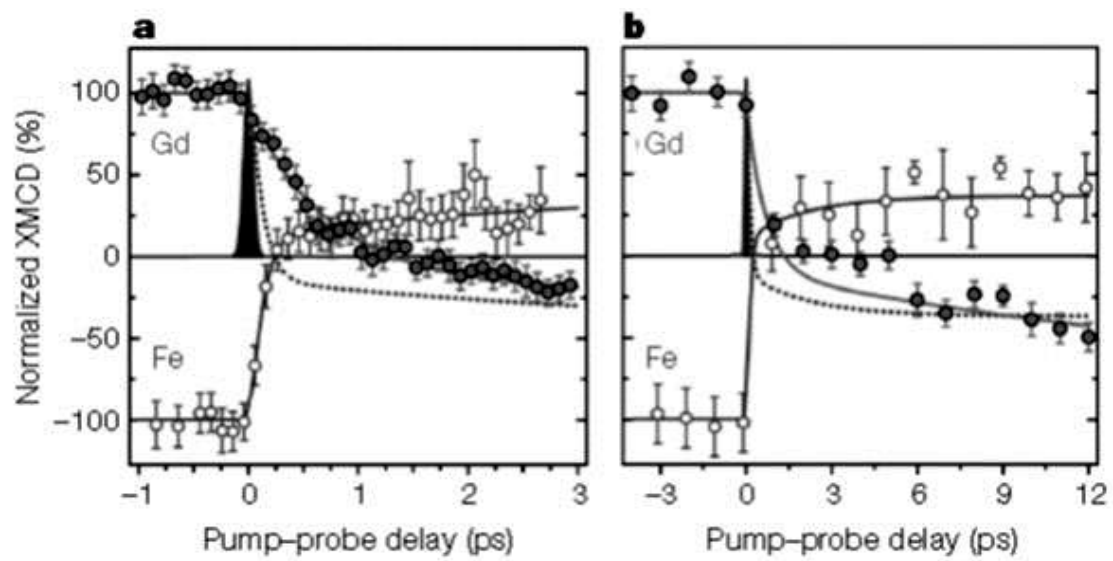 a
b
Normalized XMCD (%)
100
50
0
−50
−100
Gd
Fe
−1
0
1
2
3
Pump–probe delay (ps)
Gd
Fe
−3
0
3
6
9
12
Pump–probe delay (ps)